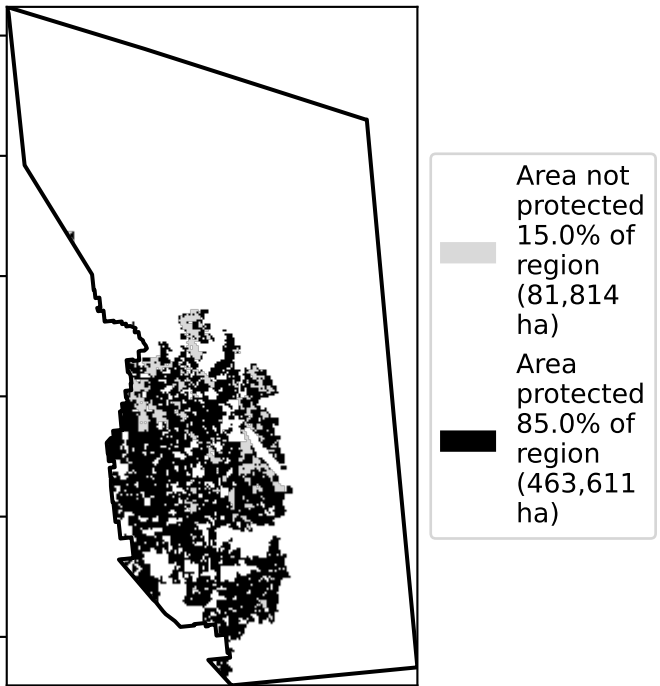 Area not
protected
15.0% of
region
(81,814
ha)
Area
protected
85.0% of
region
(463,611
ha)